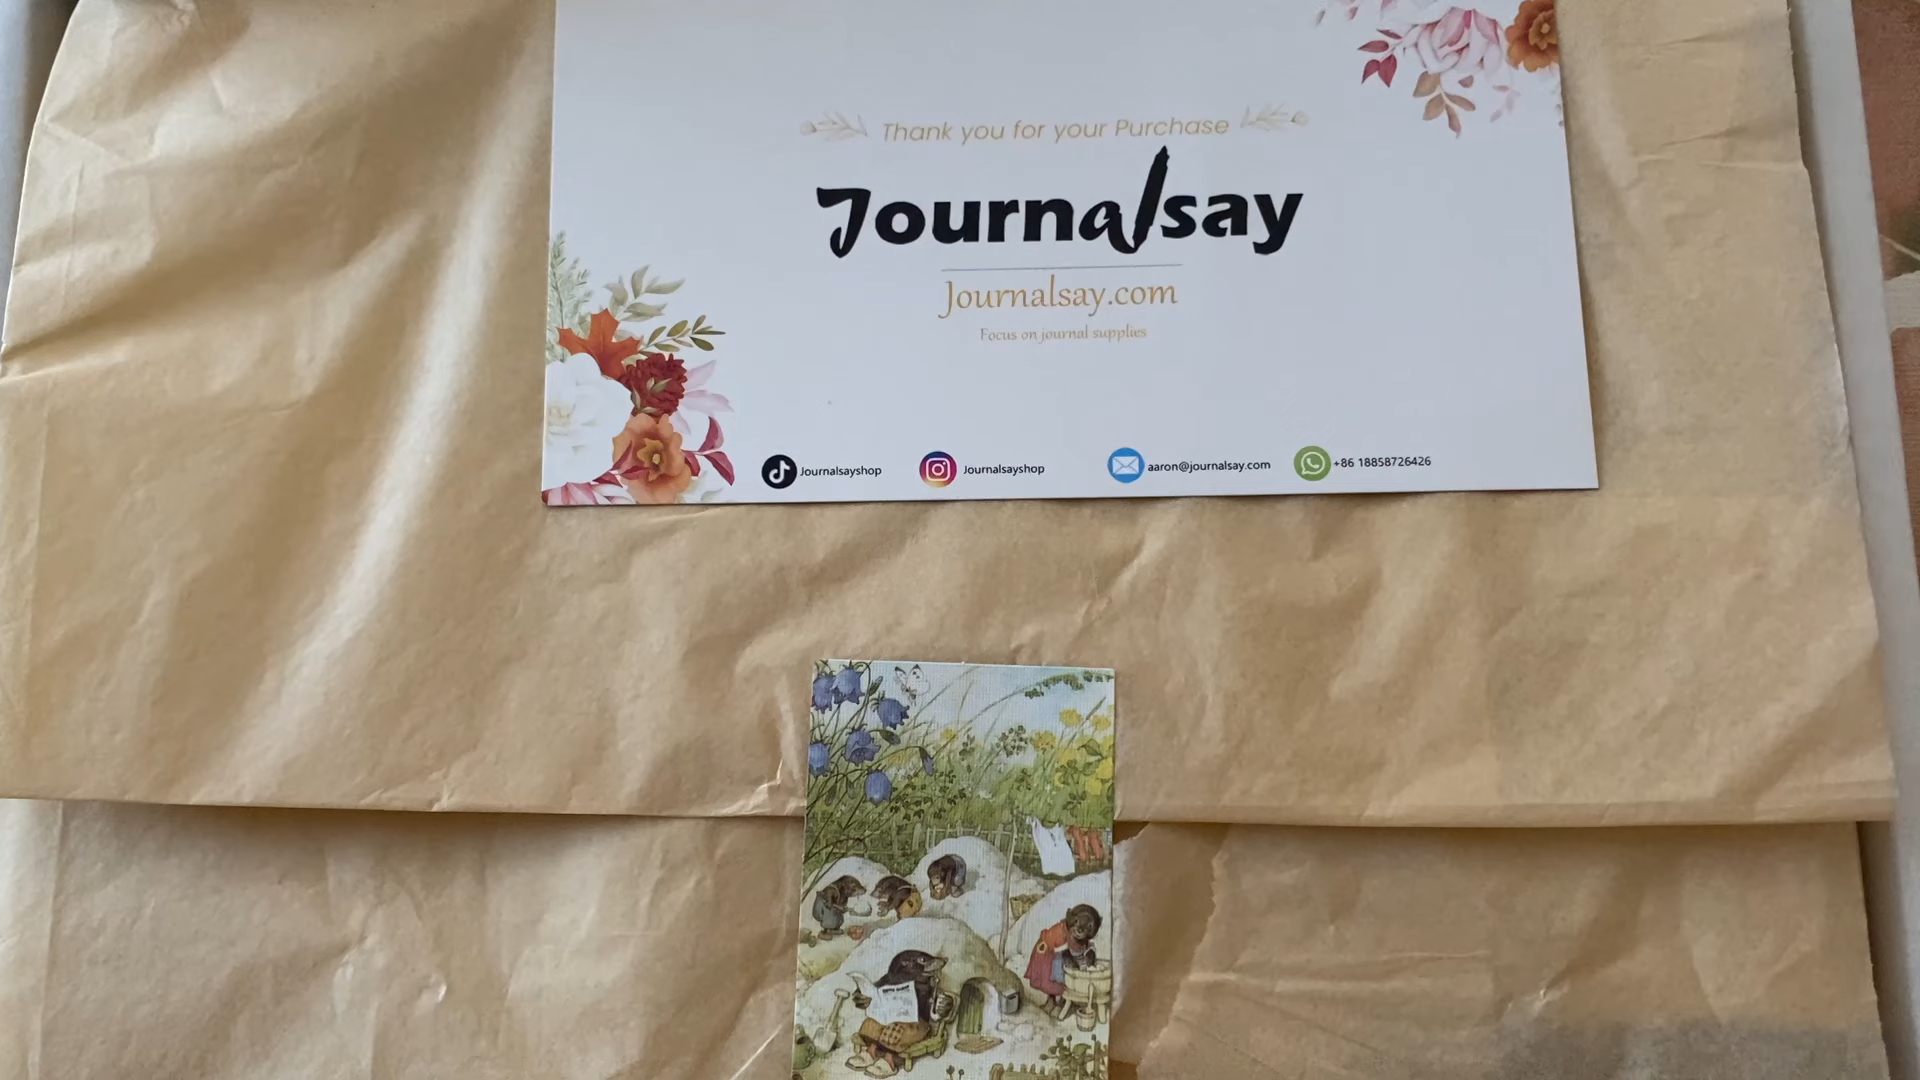 Thank you for your Purchase
Journalsay
Journalsay.com
Focus on journal supplies
Journalsayshop Journalsayshop aaron@journalsay.com +86 18858726426